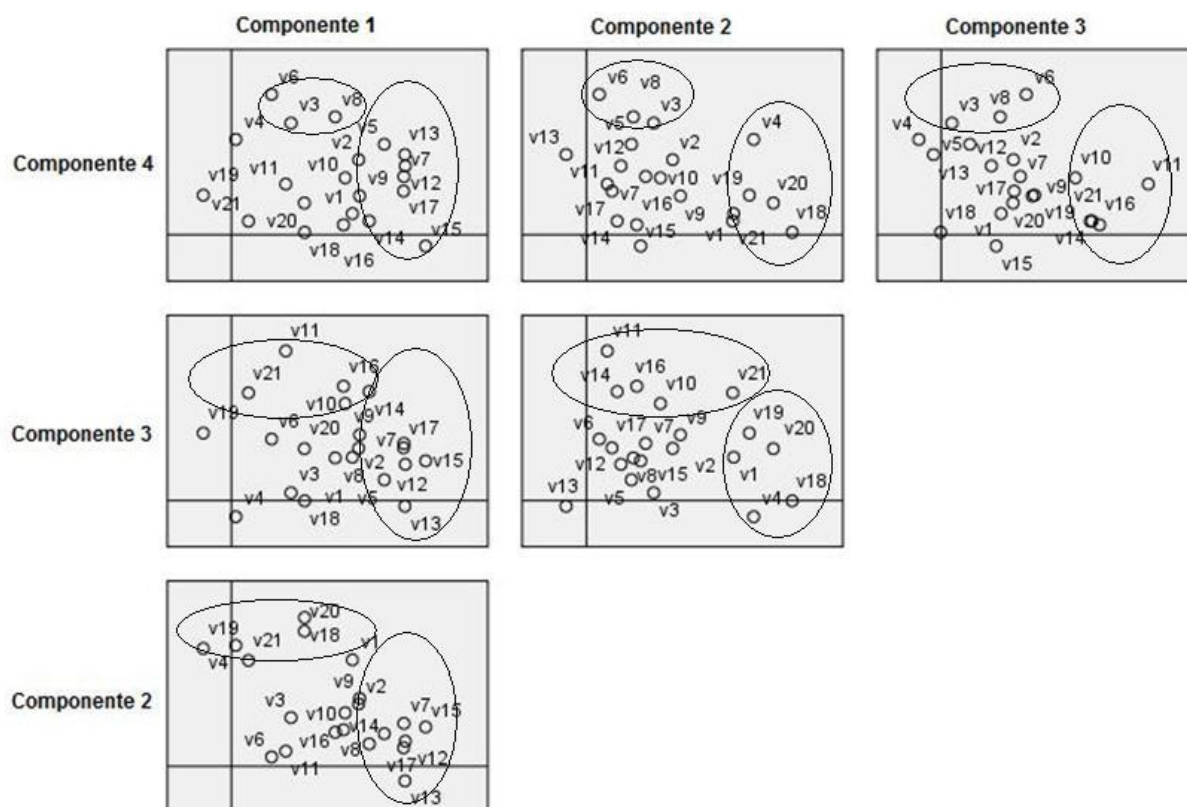 Componente 1 Componente 2 Componente 3
Componente 4
v6
v3 v8
v4 v5 v13
v2
v10 v7
v11
v19 v9 v12
v21 v1 v17
v20
v14 v15
v18
v16
v6 v8
v3
v5
v13 v4
v12
v11
v10 v19
v7 v20
v16
v17 v9 v18
v14 v15 v1 v21
v6
v3 v8
v4
v5 v12 v2
v13 v7 v10 v11
v17 v9 v21
v18 v20 v19 v16
v1 v14
v15
Componente 3
v11
v21 v16
v10 v14
v19 v9
v6 v20 v7 v17
v8 v2 v15
v3 v12
v4 v1 v5
v18 v13
v11
v14 v16
v10 v21
v19
v6 v17 v7 v9 v20
v12 v8 v15 v2 v1
v13 v5 v18
v3 v4
Componente 2
v20
v19 v21 v18
v4 v1
v9 v2
v3 v10 v7 v15
v14
v6 v16 v8
v11 v17 v12
v13